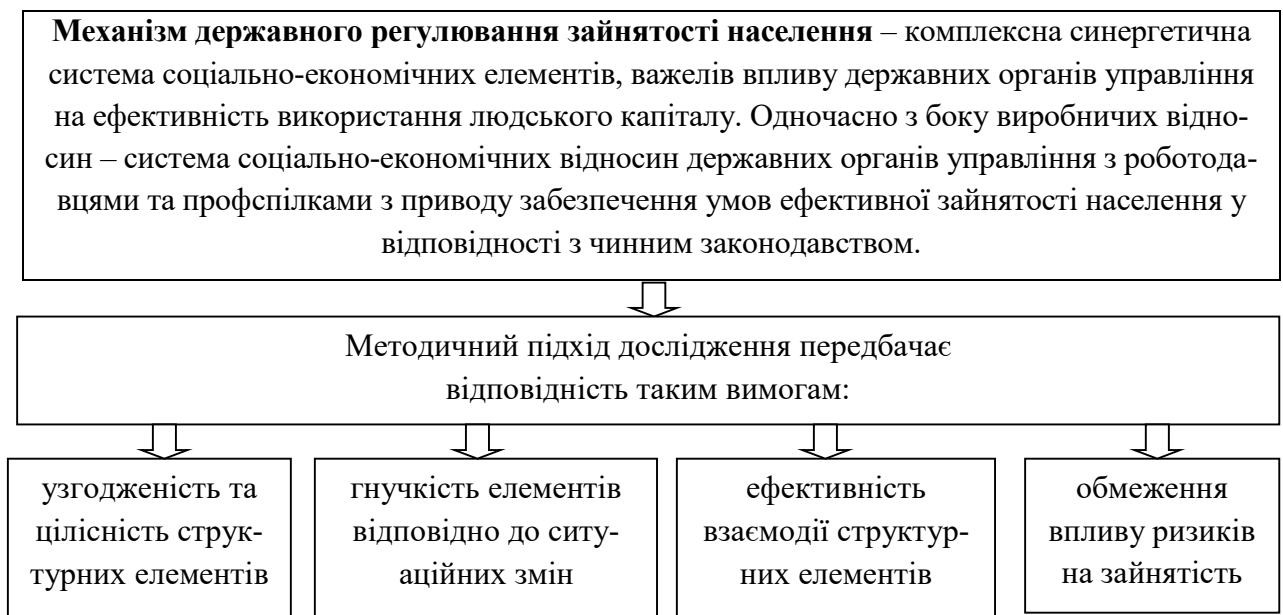 Механізм державного регулювання зайнятості населення – комплексна синергетична
система соціально-економічних елементів, важелів впливу державних органів управління
на ефективність використання людського капіталу. Одночасно з боку виробничих відно-
син – система соціально-економічних відносин державних органів управління з роботода-
вцями та профспілками з приводу забезпечення умов ефективної зайнятості населення у
відповідності з чинним законодавством.
Методичний підхід дослідження передбачає
відповідність таким вимогам:
узгодженість та
цілісність струк-
турних елементів
гнучкість елементів
відповідно до ситу-
аційних змін
ефективність
взаємодії структур-
них елементів
обмеження
впливу ризиків
на зайнятість